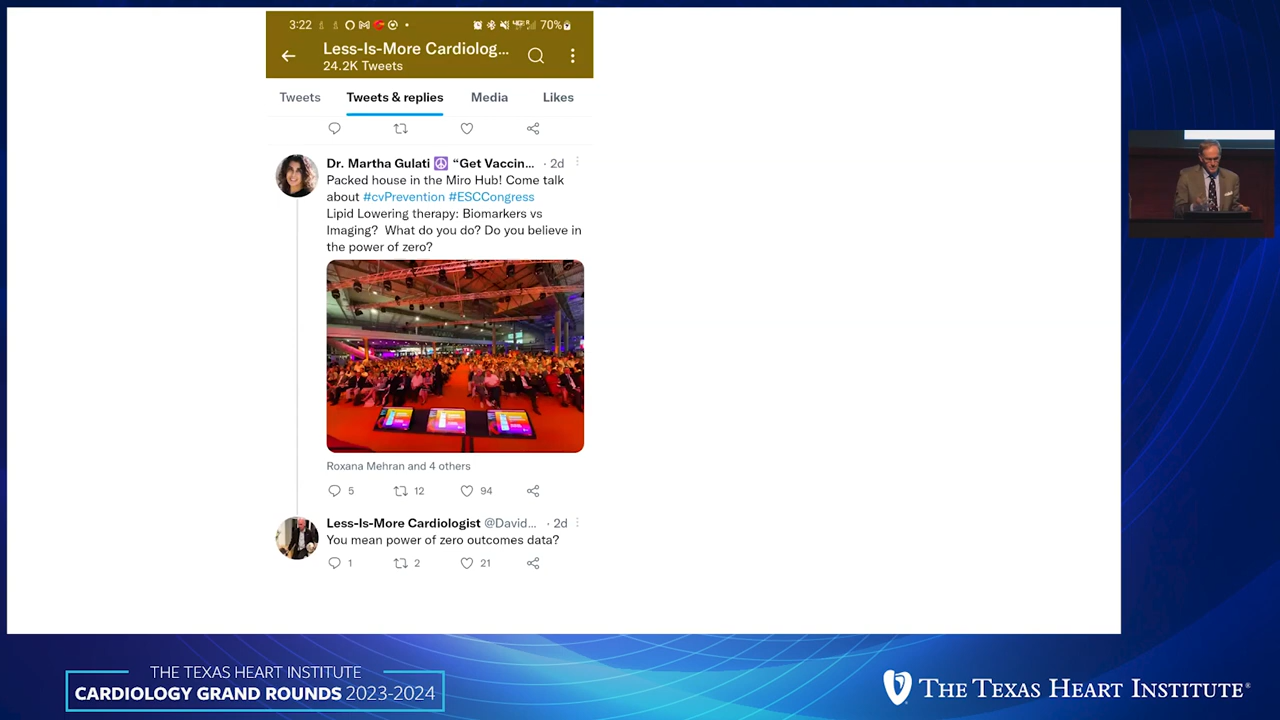 3:22
70%
Less-Is-More Cardiolog...
24.2K Tweets
Tweets
Tweets & replies
Media
Likes
Dr. Martha Gulati ☮ “Get Vaccin... · 2d
Packed house in the Miro Hub! Come talk
about #cvPrevention #ESCCongress
Lipid Lowering therapy: Biomarkers vs
Imaging? What do you do? Do you believe in
the power of zero?
Roxana Mehran and 4 others
5
12
94
Less-Is-More Cardiologist @David... · 2d
You mean power of zero outcomes data?
1
2
21
THE TEXAS HEART INSTITUTE
CARDIOLOGY GRAND ROUNDS 2023-2024
THE TEXAS HEART INSTITUTE®